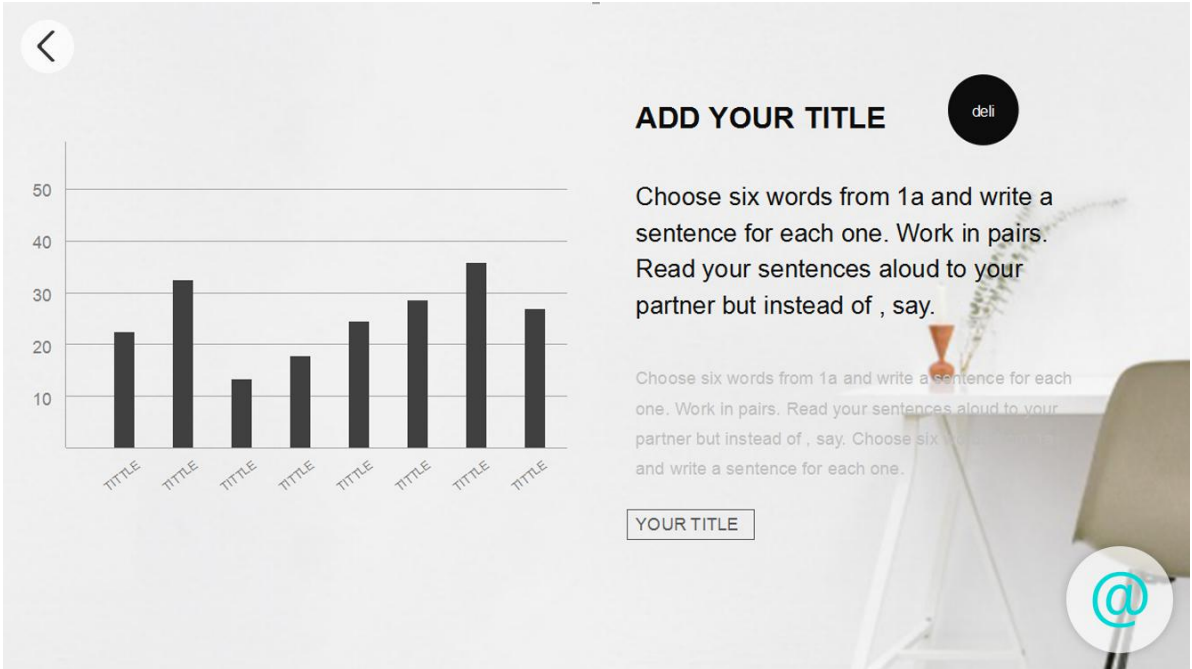 ADD YOUR TITLE
deli
Choose six words from 1a and write a
sentence for each one. Work in pairs.
Read your sentences aloud to your
partner but instead of , say.
Choose six words from 1a and write a sentence for each
one. Work in pairs. Read your sentences aloud to your
partner but instead of , say. Choose six
and write a sentence for each one.
YOUR TITLE
50
40
30
20
10
TITTLE TITTLE TITTLE TITTLE TITTLE TITTLE TITTLE TITTLE
@